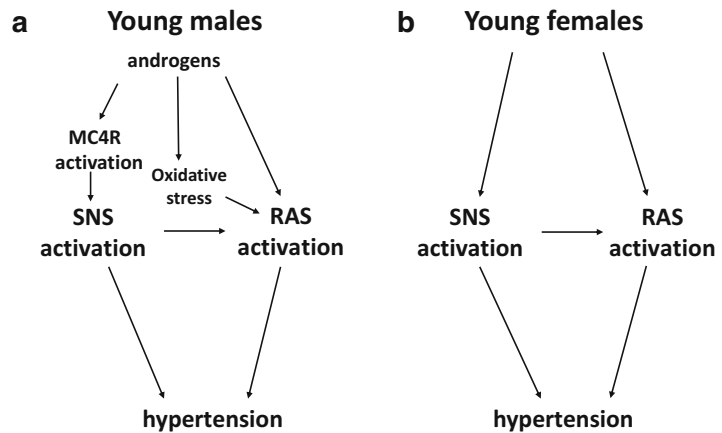 a Young males
androgens
MC4R
activation
Oxidative
stress
SNS
activation
RAS
activation
hypertension
b Young females
SNS
activation
RAS
activation
hypertension